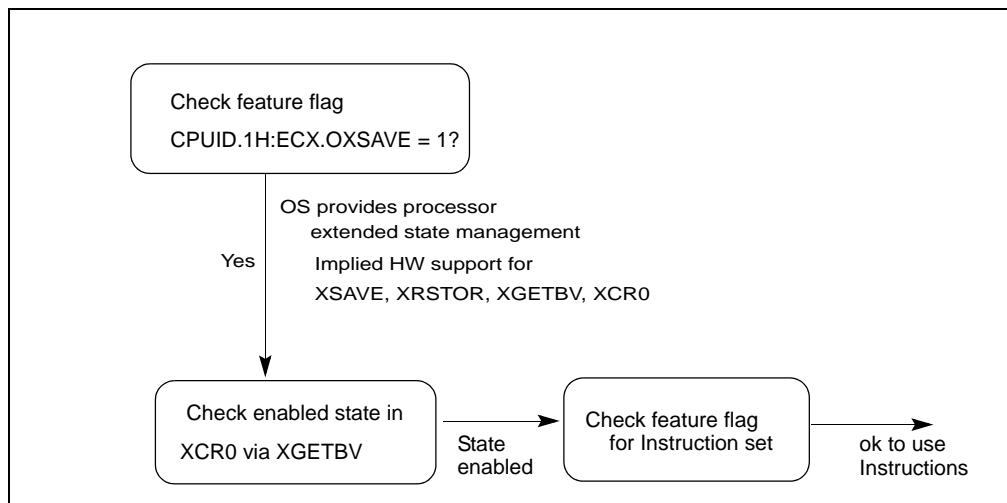 Check feature flag
CPUID.1H:ECX.OXSAVE = 1?
OS provides processor
extended state management
Yes
Implied HW support for
XSAVE, XRSTOR, XGETBV, XCR0
Check enabled state in
XCR0 via XGETBV
State
enabled
Check feature flag
for Instruction set
ok to use
Instructions